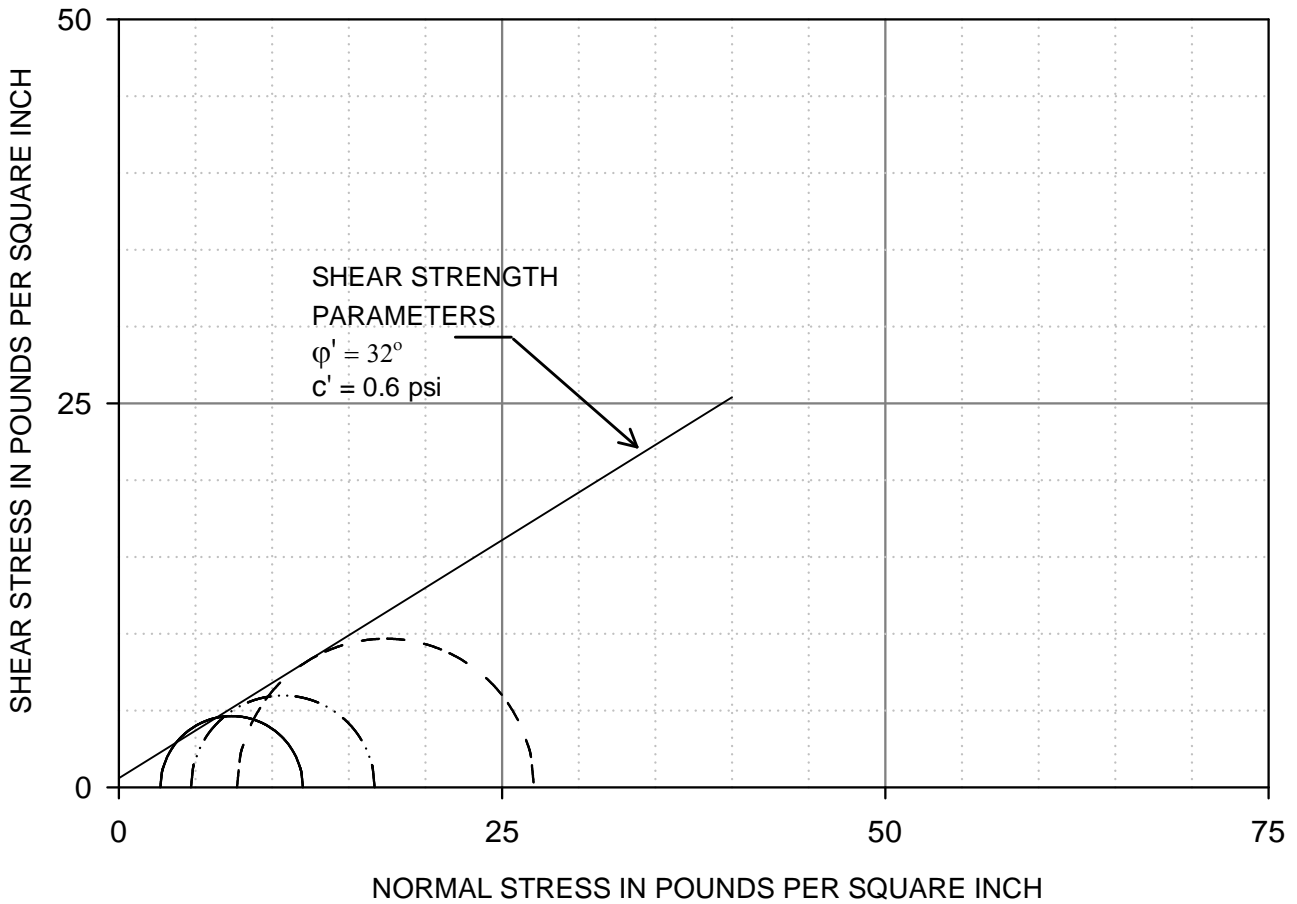 50
25
0
0
25
50
75
SHEAR STRESS IN POUNDS PER SQUARE INCH
SHEAR STRENGTH
PARAMETERS
φ' = 32º
c' = 0.6 psi
NORMAL STRESS IN POUNDS PER SQUARE INCH